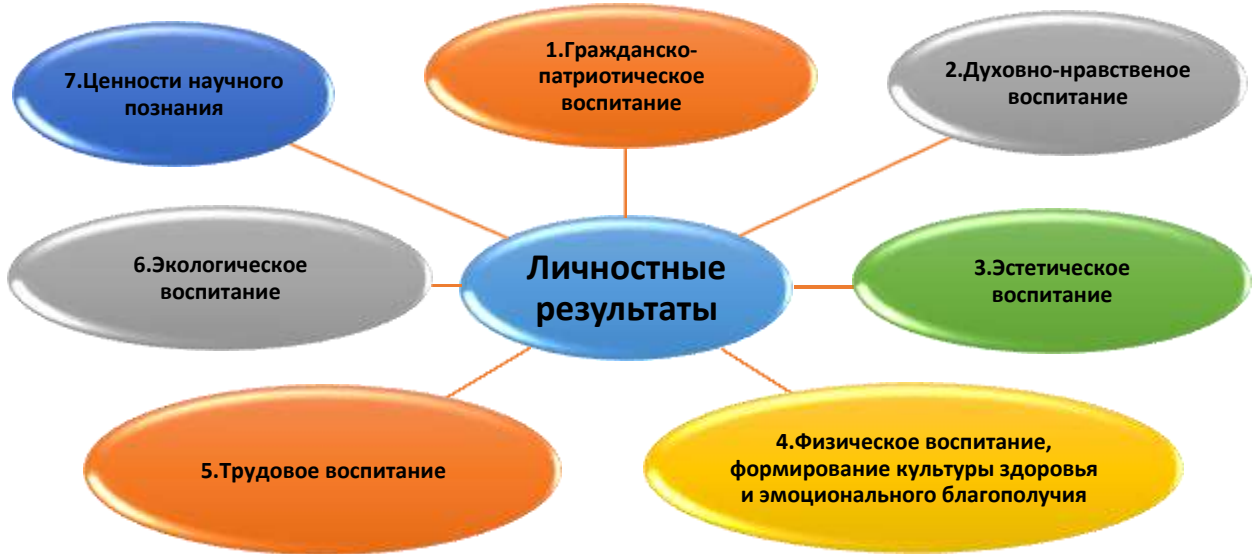 1.Гражданско-
патриотическое
воспитание
2.Духовно-нравственое
воспитание
3.Эстетическое
воспитание
4.Физическое воспитание,
формирование культуры здоровья
и эмоционального благополучия
5.Трудовое воспитание
6.Экологическое
воспитание
7.Ценности научного
познания
Личностные
результаты